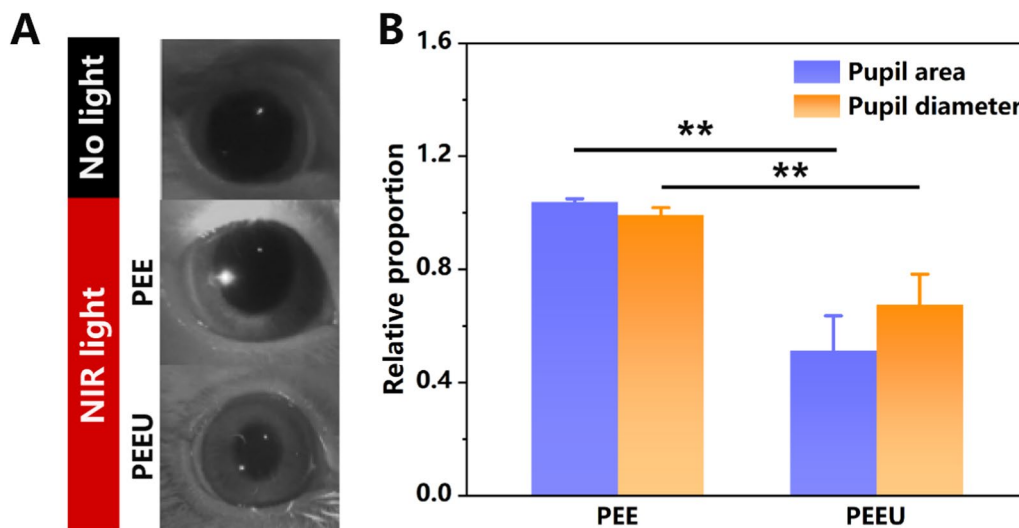 A
No light
NIR light
PEE
PEEU
B
Relative proportion
1.6
1.2
0.8
0.4
0.0
Pupil area
Pupil diameter
**
**
PEE
PEEU